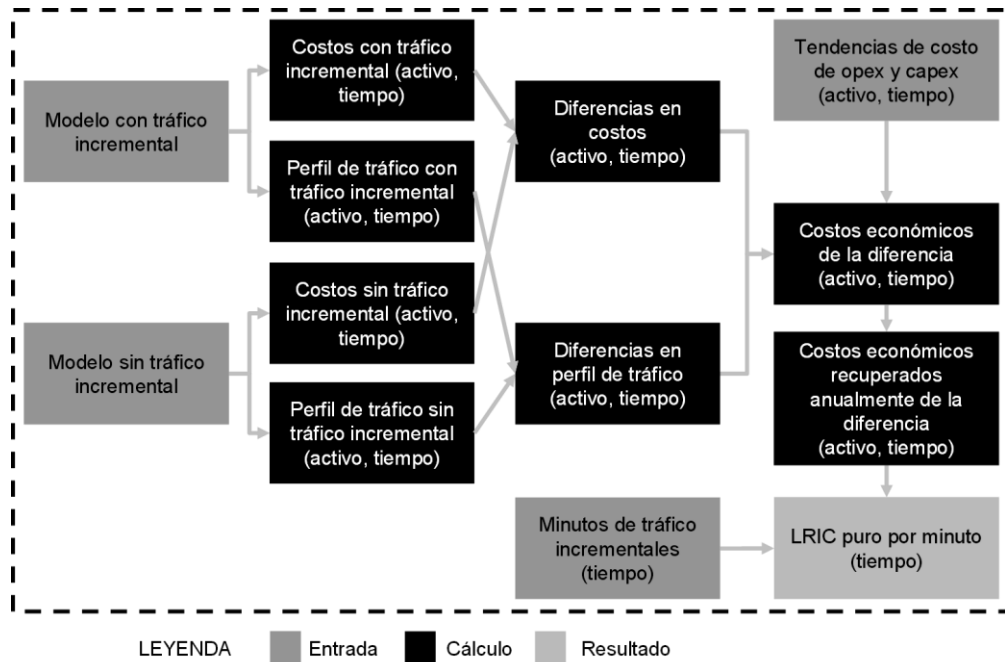 Modelo con tráfico
incremental
Modelo sin tráfico
incremental
Costos con tráfico
incremental (activo,
tiempo)
Perfil de tráfico con
tráfico incremental
(activo, tiempo)
Costos sin tráfico
incremental (activo,
tiempo)
Perfil de tráfico sin
tráfico incremental
(activo, tiempo)
Diferencias en
costos
(activo, tiempo)
Diferencias en
perfil de tráfico
(activo, tiempo)
Minutos de tráfico
incrementales
(tiempo)
Tendencias de costo
de opex y capex
(activo, tiempo)
Costos económicos
de la diferencia
(activo, tiempo)
Costos económicos
recuperados
anualmente de la
diferencia
(activo, tiempo)
LRIC puro por minuto
(tiempo)
LEYENDA
Entrada
Cálculo
Resultado